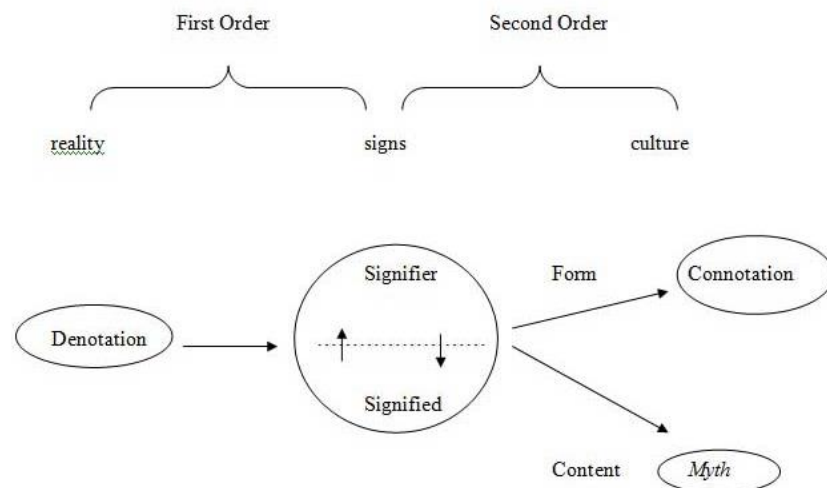 First Order Second Order
reality signs culture
Signifier Form Connotation
Denotation
Signified
Content Myth